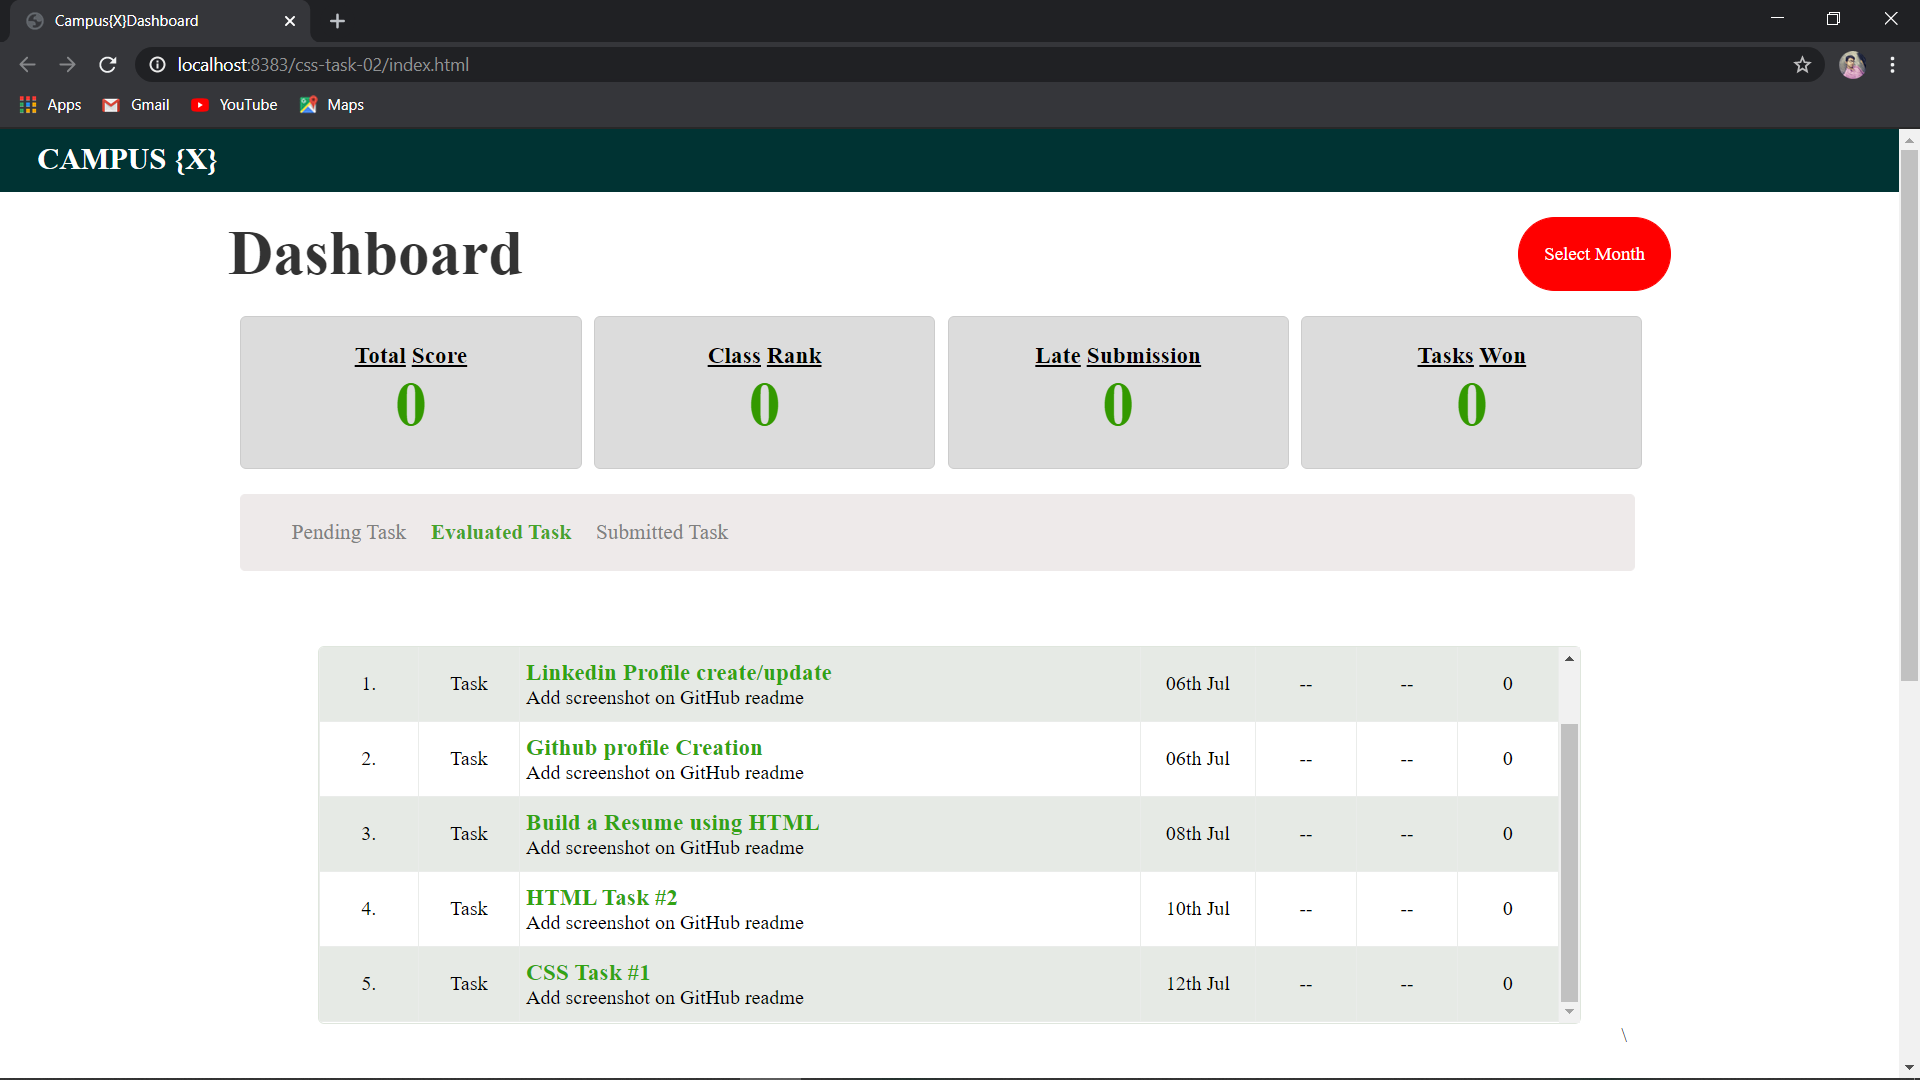 Campus{X}Dashboard
localhost:8383/css-task-02/index.html
Apps Gmail YouTube Maps
CAMPUS {X}
Dashboard
Select Month
Total Score Class Rank Late Submission Tasks Won
0 0 0 0
Pending Task Evaluated Task Submitted Task
1. Task Linkedin Profile create/update 06th Jul -- -- 0
Add screenshot on GitHub readme
2. Task Github profile Creation 06th Jul -- -- 0
Add screenshot on GitHub readme
3. Task Build a Resume using HTML 08th Jul -- -- 0
Add screenshot on GitHub readme
4. Task HTML Task #2 10th Jul -- -- 0
Add screenshot on GitHub readme
5. Task CSS Task #1 12th Jul -- -- 0
Add screenshot on GitHub readme
\